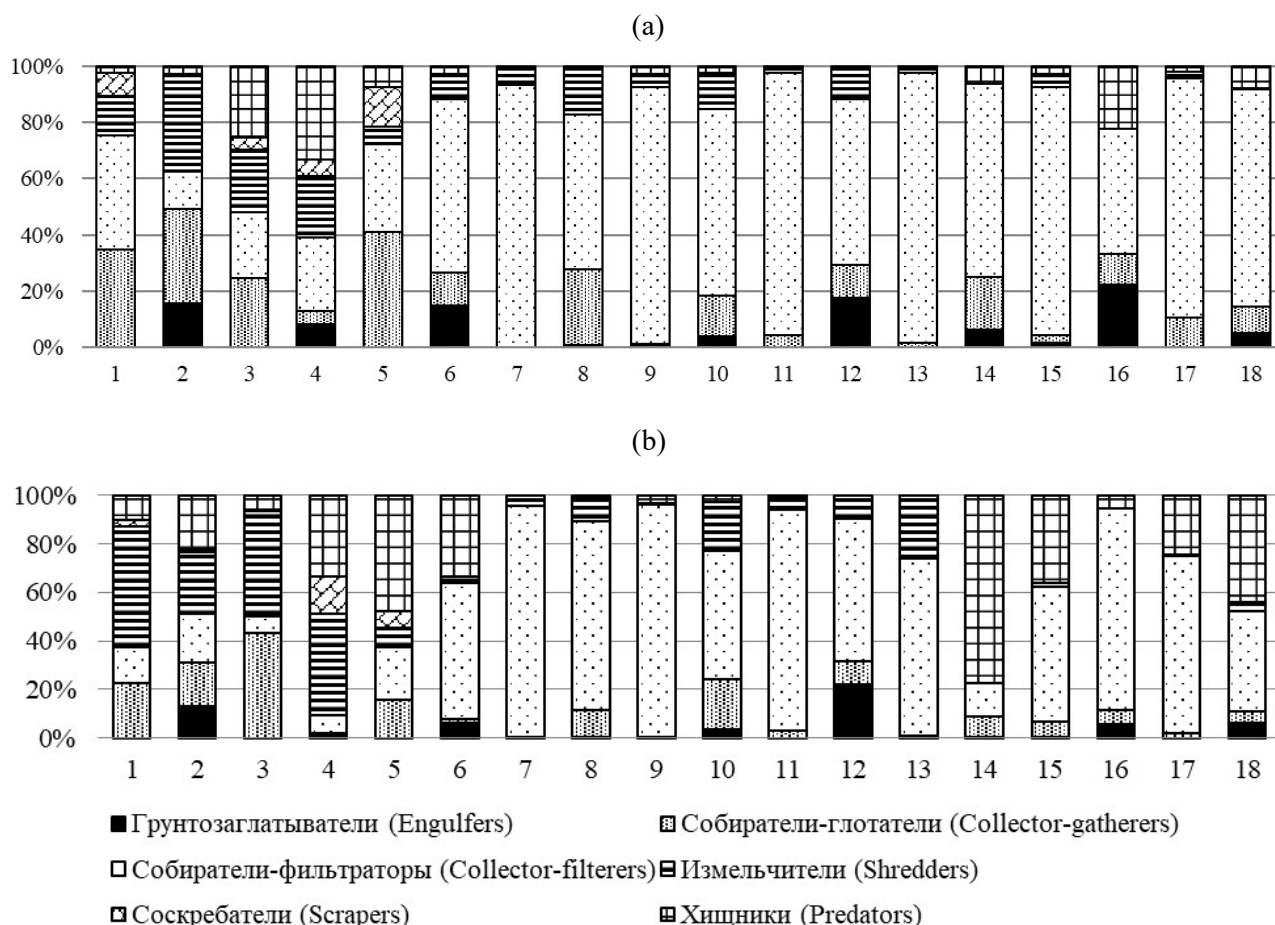 (a)
100%
80%
60%
40%
20%
0%
1 2 3 4 5 6 7 8 9 10 11 12 13 14 15 16 17 18
(b)
100%
80%
60%
40%
20%
0%
1 2 3 4 5 6 7 8 9 10 11 12 13 14 15 16 17 18
Грунтозаглатыватели (Engulfers) Собиратели-глотатели (Collector-gatherers)
Собиратели-фильтраторы (Collector-filterers) Измельчители (Shredders)
Соскребатели (Scrapers) Хищники (Predators)